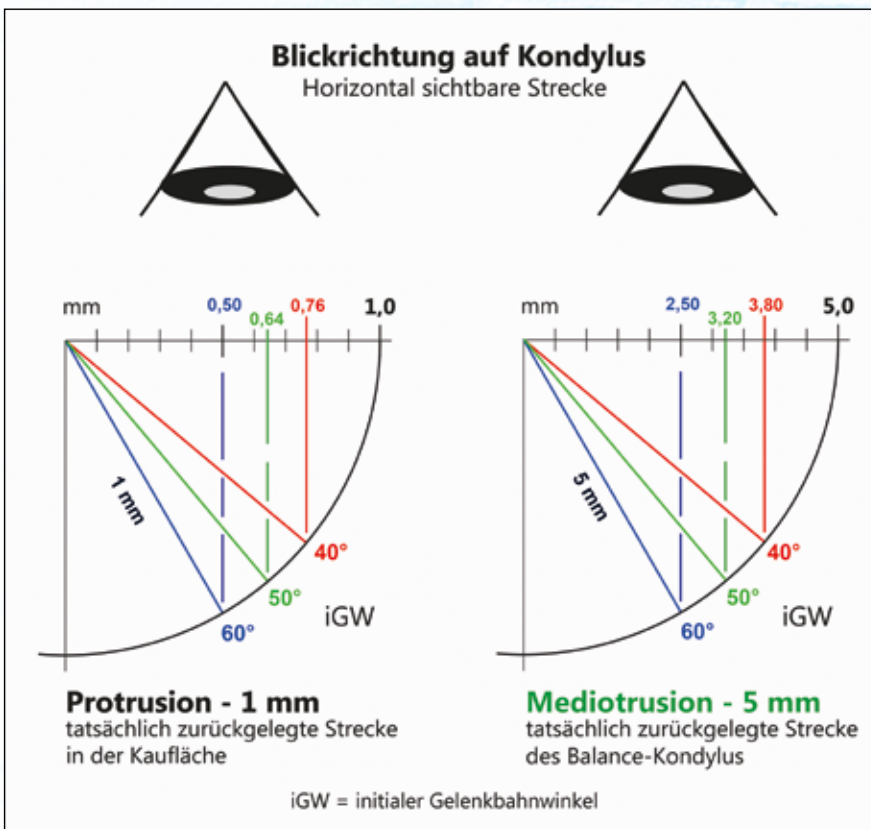 Blickrichtung auf Kondylus
Horizontal sichtbare Strecke
mm
0,50
0,64
0,76
1,0
1 mm
40°
50°
60°
iGW
Protrusion - 1 mm
tatsächlich zurückgelegte Strecke
in der Kaufläche
mm
2,50
3,20
3,80
5,0
5 mm
40°
50°
60°
iGW
Mediotrusion - 5 mm
tatsächlich zurückgelegte Strecke
des Balance-Kondylus
iGW = initialer Gelenkbahnwinkel